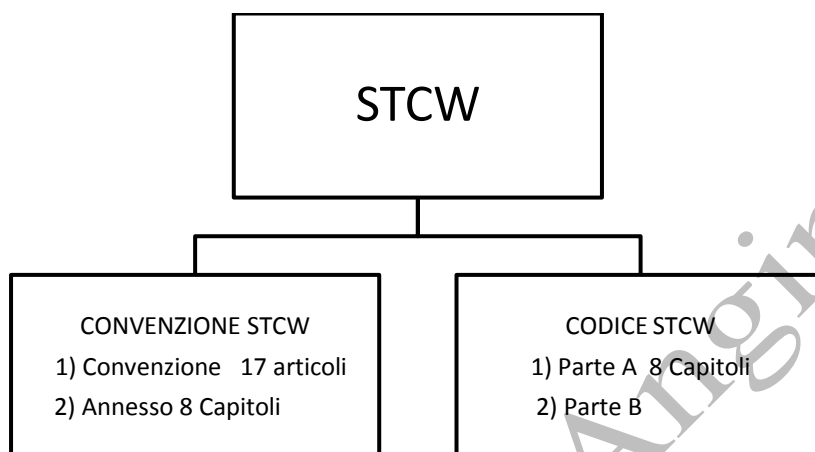 STCW
CONVENZIONE STCW
1) Convenzione 17 articoli
2) Annesso 8 Capitoli
CODICE STCW
1) Parte A 8 Capitoli
2) Parte B